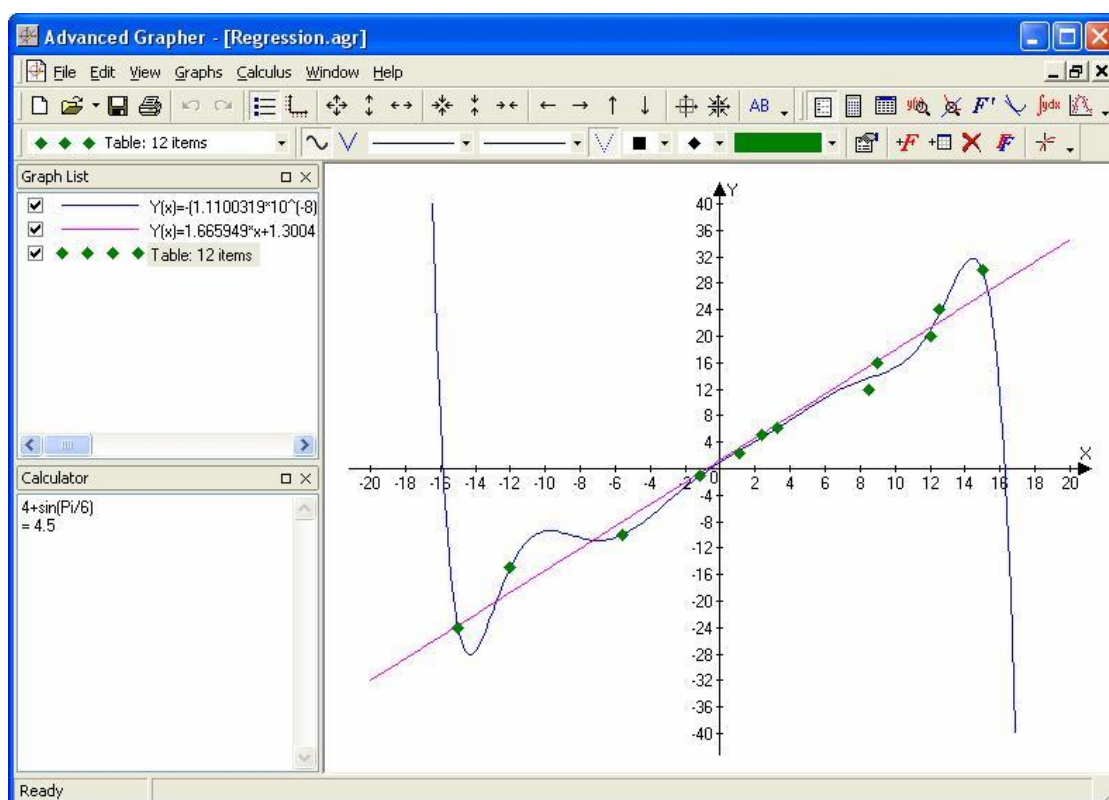 Advanced Grapher - [Regression.agr]
File Edit View Graphs Calculus Window Help
AB y(x) F' ∫ydx
Table: 12 items +F F
Graph List
Y(x)=-(1.1100319*10^(-8)
Y(x)=1.665949*x+1.3004
Table: 12 items
Calculator
4+sin(Pi/6)
= 4.5
Y
40
36
32
28
24
20
16
12
8
4
X
-20 -18 -16 -14 -12 -10 -8 -6 -4 -2 2 4 6 8 10 12 14 16 18 20
-4
-8
-12
-16
-20
-24
-28
-32
-36
-40
Ready